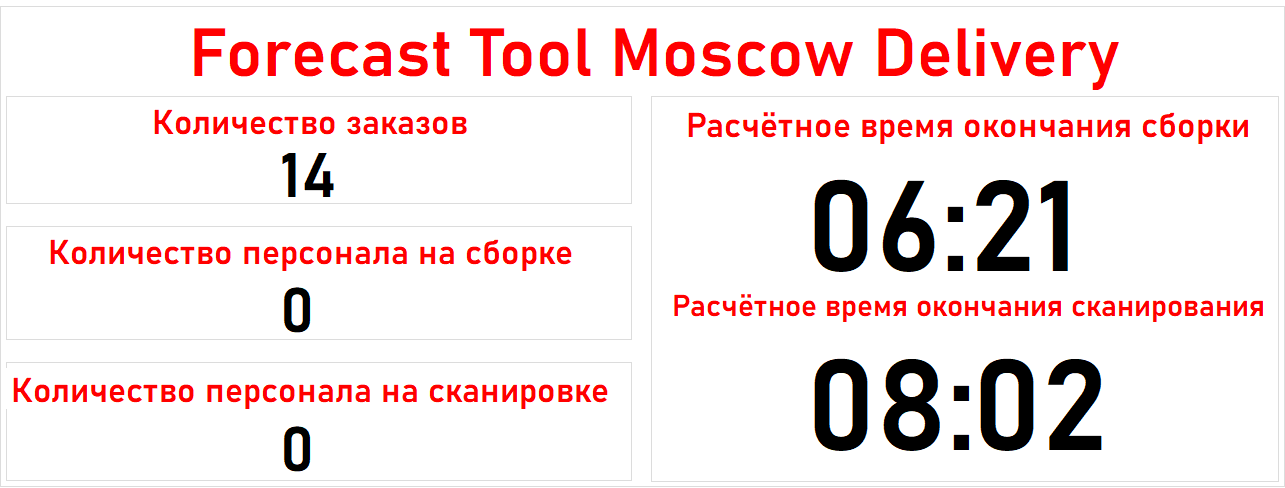 Forecast Tool Moscow Delivery
Количество заказов
14
Количество персонала на сборке
0
Количество персонала на сканировке
0
Расчётное время окончания сборки
06:21
Расчётное время окончания сканирования
08:02